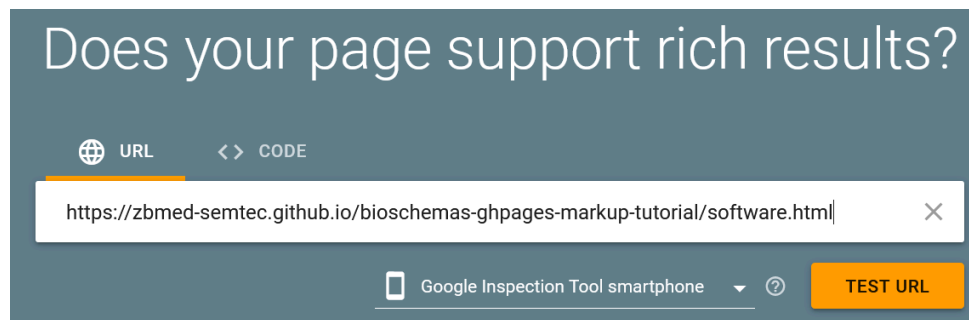 Does your page support rich results?
URL
<> CODE
https://zbmed-semtec.github.io/bioschemas-ghpages-markup-tutorial/software.html
Google Inspection Tool smartphone
TEST URL